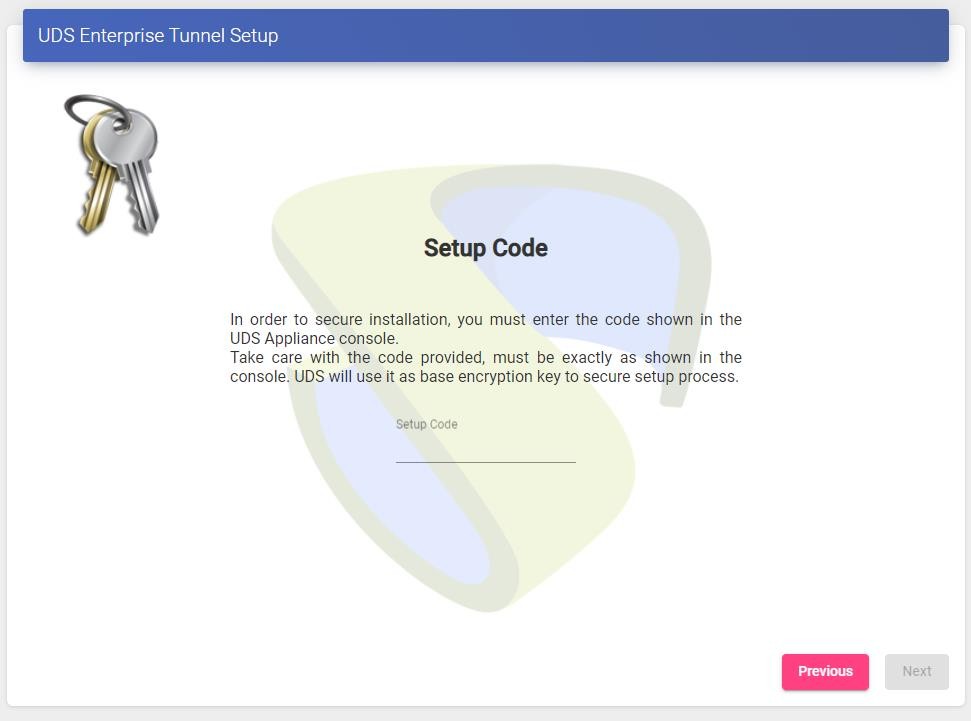 UDS Enterprise Tunnel Setup
Setup Code
In order to secure installation, you must enter the code shown in the
UDS Appliance console.
Take care with the code provided, must be exactly as shown in the
console. UDS will use it as base encryption key to secure setup process.
Setup Code
Previous
Next